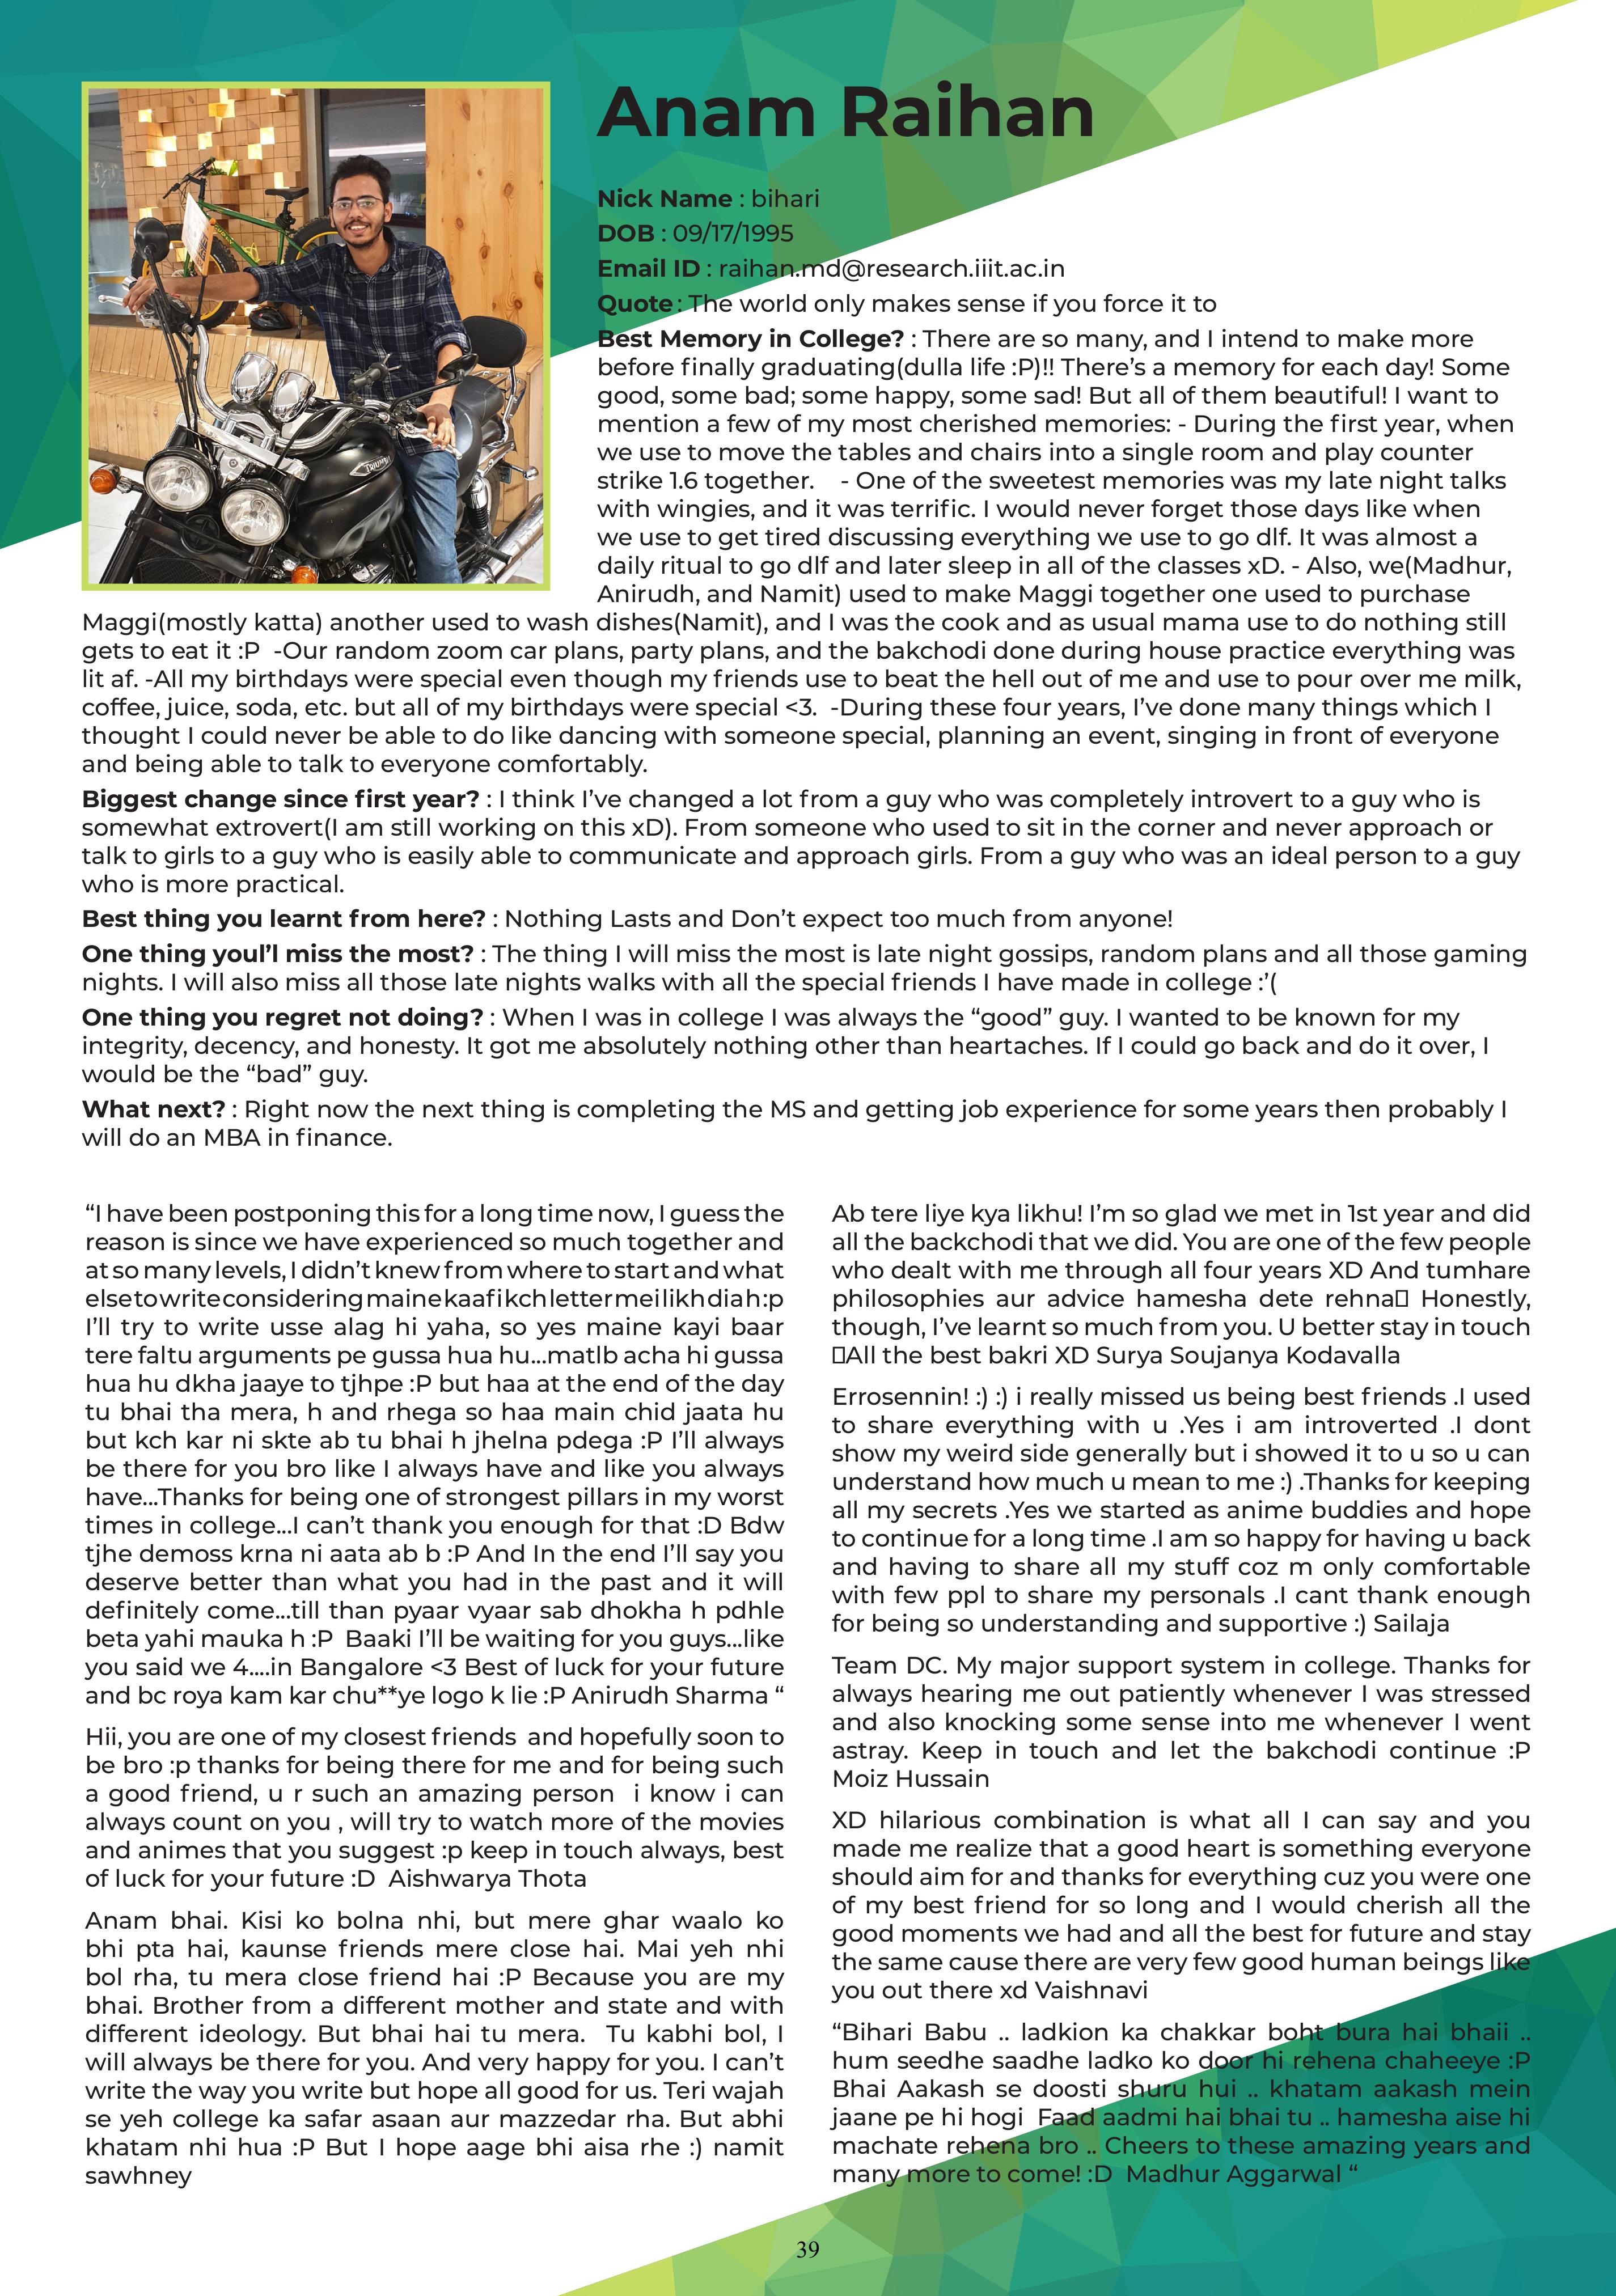 Anam Raihan
Nick Name : bihari
DOB : 09/17/1995
Email ID : raihan.md@research.iiit.ac.in
Quote : The world only makes sense if you force it to
Best Memory in College? : There are so many, and I intend to make more
before finally graduating(dulla life :P)!! There’s a memory for each day! Some
good, some bad; some happy, some sad! But all of them beautiful! I want to
mention a few of my most cherished memories: - During the first year, when
we use to move the tables and chairs into a single room and play counter
strike 1.6 together. - One of the sweetest memories was my late night talks
with wingies, and it was terrific. I would never forget those days like when
we use to get tired discussing everything we use to go dlf. It was almost a
daily ritual to go dlf and later sleep in all of the classes xD. - Also, we(Madhur,
Anirudh, and Namit) used to make Maggi together one used to purchase
Maggi(mostly katta) another used to wash dishes(Namit), and I was the cook and as usual mama use to do nothing still
gets to eat it :P -Our random zoom car plans, party plans, and the bakchodi done during house practice everything was
lit af. -All my birthdays were special even though my friends use to beat the hell out of me and use to pour over me milk,
coffee, juice, soda, etc. but all of my birthdays were special <3. -During these four years, I’ve done many things which I
thought I could never be able to do like dancing with someone special, planning an event, singing in front of everyone
and being able to talk to everyone comfortably.
Biggest change since first year? : I think I’ve changed a lot from a guy who was completely introvert to a guy who is
somewhat extrovert(I am still working on this xD). From someone who used to sit in the corner and never approach or
talk to girls to a guy who is easily able to communicate and approach girls. From a guy who was an ideal person to a guy
who is more practical.
Best thing you learnt from here? : Nothing Lasts and Don’t expect too much from anyone!
One thing youl’l miss the most? : The thing I will miss the most is late night gossips, random plans and all those gaming
nights. I will also miss all those late nights walks with all the special friends I have made in college :’(
One thing you regret not doing? : When I was in college I was always the “good” guy. I wanted to be known for my
integrity, decency, and honesty. It got me absolutely nothing other than heartaches. If I could go back and do it over, I
would be the “bad” guy.
What next? : Right now the next thing is completing the MS and getting job experience for some years then probably I
will do an MBA in finance.
“I have been postponing this for a long time now, I guess the
reason is since we have experienced so much together and
at so many levels, I didn’t knew from where to start and what
else to write considering maine kaafi kch letter mei likh dia h :p
I’ll try to write usse alag hi yaha, so yes maine kayi baar
tere faltu arguments pe gussa hua hu...matlb acha hi gussa
hua hu dkha jaaye to tjhpe :P but haa at the end of the day
tu bhai tha mera, h and rhega so haa main chid jaata hu
but kch kar ni skte ab tu bhai h jhelna pdega :P I’ll always
be there for you bro like I always have and like you always
have...Thanks for being one of strongest pillars in my worst
times in college...I can’t thank you enough for that :D Bdw
tjhe demoss krna ni aata ab b :P And In the end I’ll say you
deserve better than what you had in the past and it will
definitely come...till than pyaar vyaar sab dhokha h pdhle
beta yahi mauka h :P Baaki I’ll be waiting for you guys...like
you said we 4....in Bangalore <3 Best of luck for your future
and bc roya kam kar chu**ye logo k lie :P Anirudh Sharma “
Hii, you are one of my closest friends and hopefully soon to
be bro :p thanks for being there for me and for being such
a good friend, u r such an amazing person i know i can
always count on you , will try to watch more of the movies
and animes that you suggest :p keep in touch always, best
of luck for your future :D Aishwarya Thota
Anam bhai. Kisi ko bolna nhi, but mere ghar waalo ko
bhi pta hai, kaunse friends mere close hai. Mai yeh nhi
bol rha, tu mera close friend hai :P Because you are my
bhai. Brother from a different mother and state and with
different ideology. But bhai hai tu mera. Tu kabhi bol, I
will always be there for you. And very happy for you. I can’t
write the way you write but hope all good for us. Teri wajah
se yeh college ka safar asaan aur mazzedar rha. But abhi
khatam nhi hua :P But I hope aage bhi aisa rhe :) namit
sawhney
Ab tere liye kya likhu! I’m so glad we met in 1st year and did
all the backchodi that we did. You are one of the few people
who dealt with me through all four years XD And tumhare
philosophies aur advice hamesha dete rehna▯ Honestly,
though, I’ve learnt so much from you. U better stay in touch
▯All the best bakri XD Surya Soujanya Kodavalla
Errosennin! :) :) i really missed us being best friends .I used
to share everything with u .Yes i am introverted .I dont
show my weird side generally but i showed it to u so u can
understand how much u mean to me :) .Thanks for keeping
all my secrets .Yes we started as anime buddies and hope
to continue for a long time .I am so happy for having u back
and having to share all my stuff coz m only comfortable
with few ppl to share my personals .I cant thank enough
for being so understanding and supportive :) Sailaja
Team DC. My major support system in college. Thanks for
always hearing me out patiently whenever I was stressed
and also knocking some sense into me whenever I went
astray. Keep in touch and let the bakchodi continue :P
Moiz Hussain
XD hilarious combination is what all I can say and you
made me realize that a good heart is something everyone
should aim for and thanks for everything cuz you were one
of my best friend for so long and I would cherish all the
good moments we had and all the best for future and stay
the same cause there are very few good human beings like
you out there xd Vaishnavi
“Bihari Babu .. ladkion ka chakkar boht bura hai bhaii ..
hum seedhe saadhe ladko ko door hi rehena chaheeye :P
Bhai Aakash se doosti shuru hui .. khatam aakash mein
jaane pe hi hogi Faad aadmi hai bhai tu .. hamesha aise hi
machate rehena bro .. Cheers to these amazing years and
many more to come! :D Madhur Aggarwal “
39